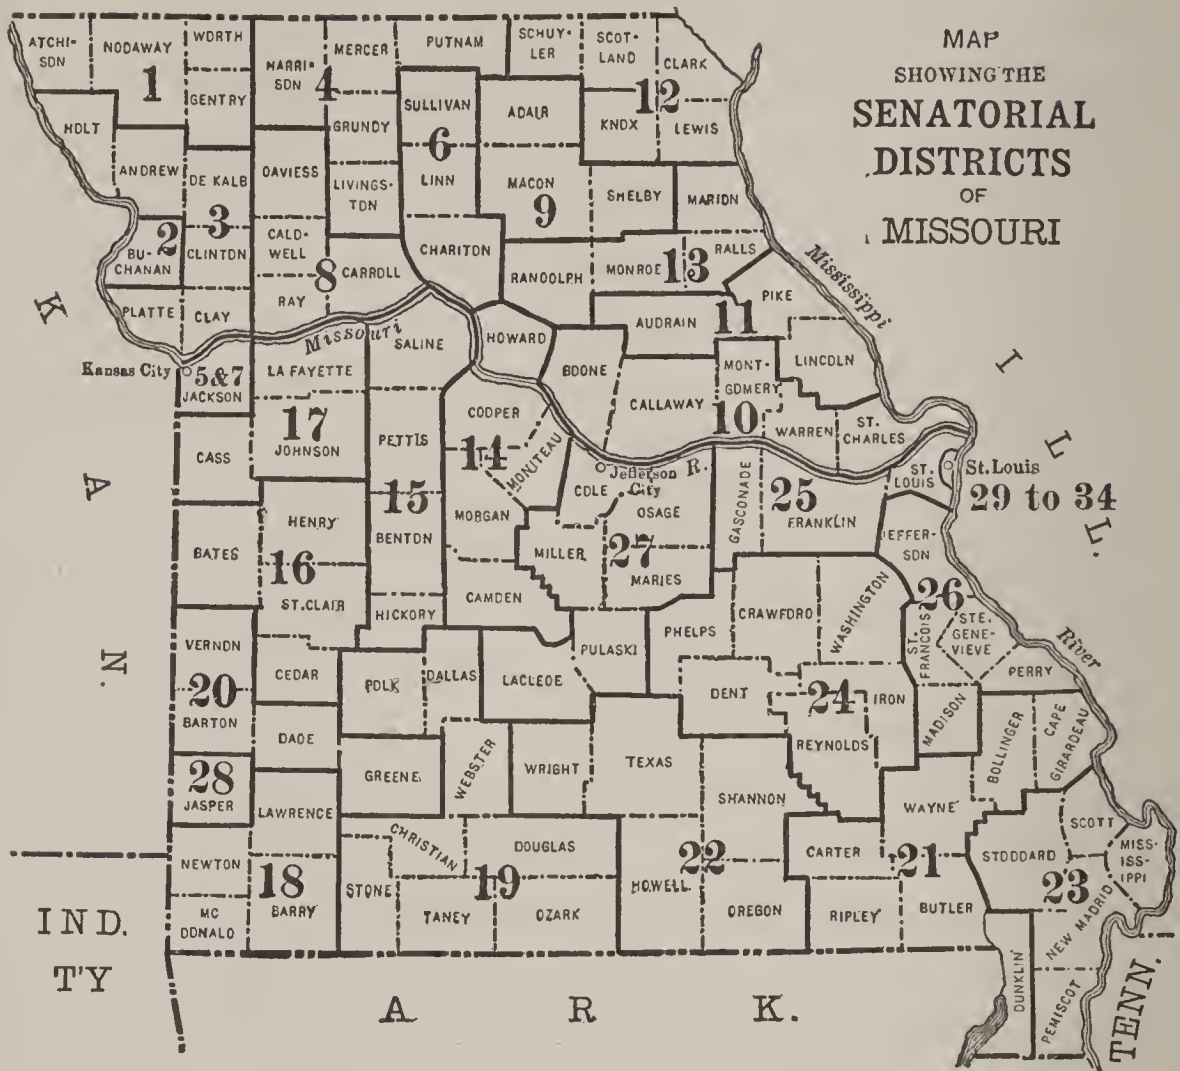 MAP
SHOWING THE
SENATORIAL
DISTRICTS
OF
MISSOURI
ATCHI-
SON
NODAWAY
WORTH
GENTRY
1
HARRI-
SON
MERCER
4
GRUNDY
PUTNAM
SCHUY-
LER
SCOT-
LAND
CLARK
12
KNOX
LEWIS
SULLIVAN
6
LINN
ADAIR
MACON
9
SHELBY
MARION
HOLT
ANDREW
DE KALB
3
CLINTON
2
BU-
CHANAN
PLATTE
CLAY
DAVIESS
LIVINGS-
TON
CALD-
WELL
8
RAY
CARROLL
CHARITON
RANDOLPH
MONROE
13
RALLS
Mississippi
PIKE
11
AUDRAIN
LINCOLN
Missouri
SALINE
HOWARD
BOONE
CALLAWAY
MONT-
GOMERY
10
WARREN
ST.
CHARLES
Kansas City
5&7
JACKSON
LA FAYETTE
17
JOHNSON
CASS
PETTIS
15
BENTON
HICKORY
COOPER
14
MONITEAU
MORGAN
CAMDEN
COLE
Jefferson
City
R.
OSAGE
MILLER
27
MARIES
GASCONADE
25
FRANKLIN
ST.
LOUIS
St. Louis
29 to 34
JEFFER-
SON
26
BATES
HENRY
16
ST. CLAIR
VERNON
20
BARTON
CEDAR
DADE
POLK
DALLAS
LACLEDE
PULASKI
PHELPS
CRAWFORD
WASHINGTON
ST.
FRANCOIS
STE.
GENE-
VIEVE
PERRY
River
DENT
24
IRON
REYNOLDS
MADISON
BOLLINGER
CAPE
GIRARDEAU
28
JASPER
LAWRENCE
GREENE
WEBSTER
WRIGHT
TEXAS
SHANNON
WAYNE
NEWTON
MC
DONALD
18
BARRY
STONE
CHRISTIAN
DOUGLAS
19
TANEY
OZARK
22
HOWELL
OREGON
CARTER
RIPLEY
21
BUTLER
STODDARD
23
SCOTT
MISS-
ISS-
IPPI
NEW MADRID
DUNKLIN
PEMISCOT
KAN.
ILL.
IND.
T'Y
ARK.
TENN.